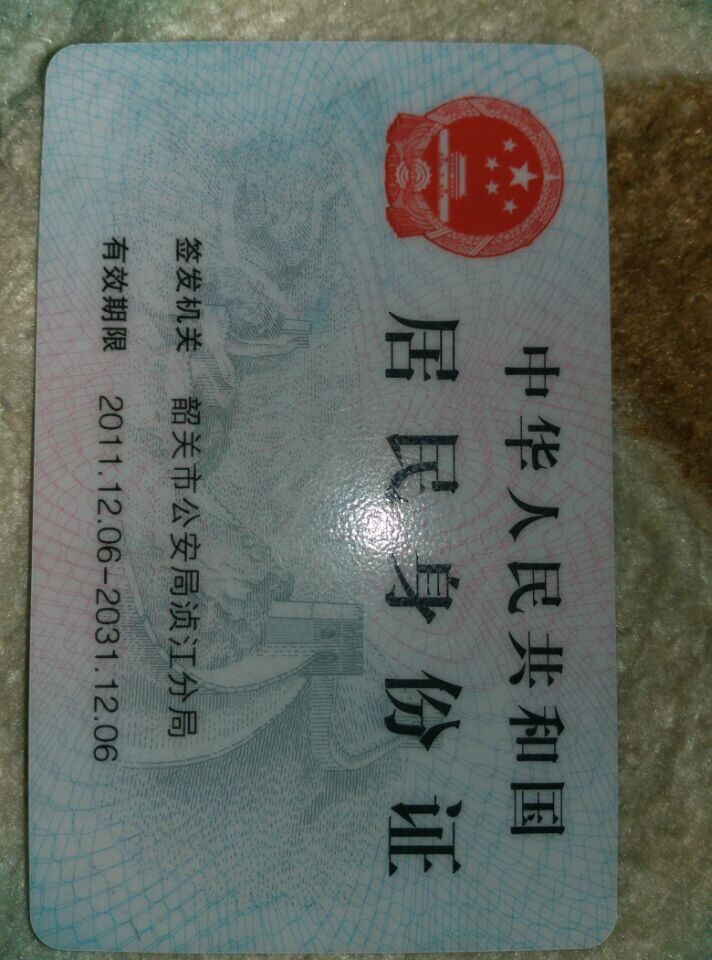 中华人民共和国
居民身份证
签发机关 韶关市公安局浈江分局
有效期限 2011.12.06-2031.12.06